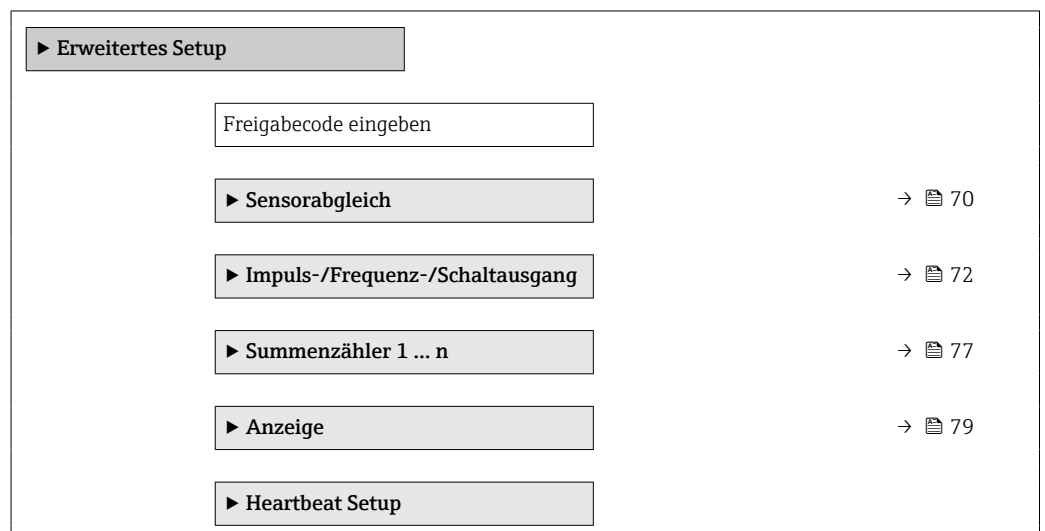 ▶ Erweitertes Setup
Freigabecode eingeben
▶ Sensorabgleich → 70
▶ Impuls-/Frequenz-/Schaltausgang → 72
▶ Summenzähler 1 ... n → 77
▶ Anzeige → 79
▶ Heartbeat Setup